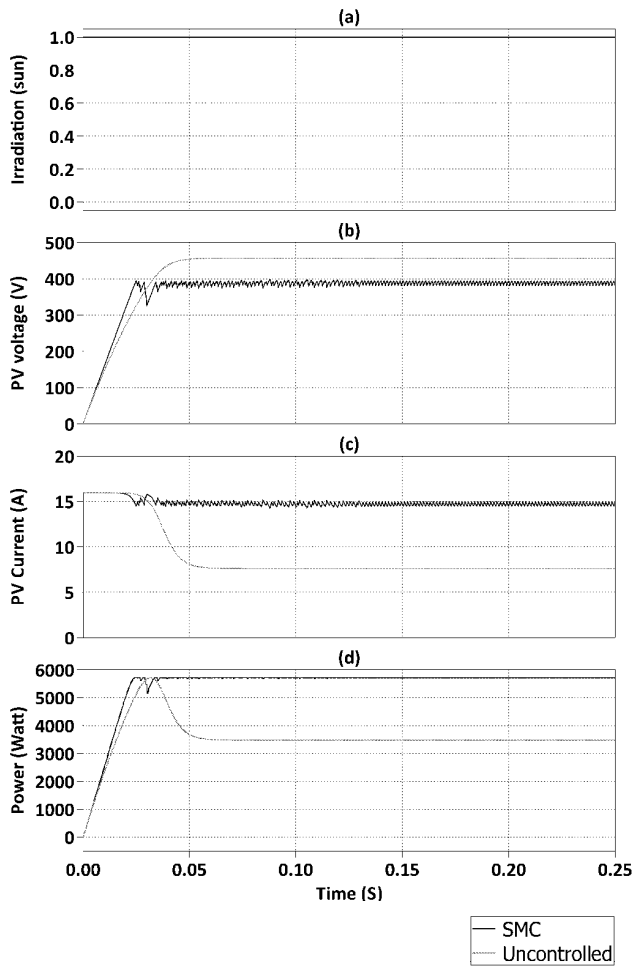 (a)
Irradiation (sun)
1.0
0.8
0.6
0.4
0.2
0.0
(b)
PV voltage (V)
500
400
300
200
100
0
(c)
PV Current (A)
20
15
10
5
0
(d)
Power (Watt)
6000
5000
4000
3000
2000
1000
0
0.00 0.05 0.10 0.15 0.20 0.25
Time (S)
SMC
Uncontrolled